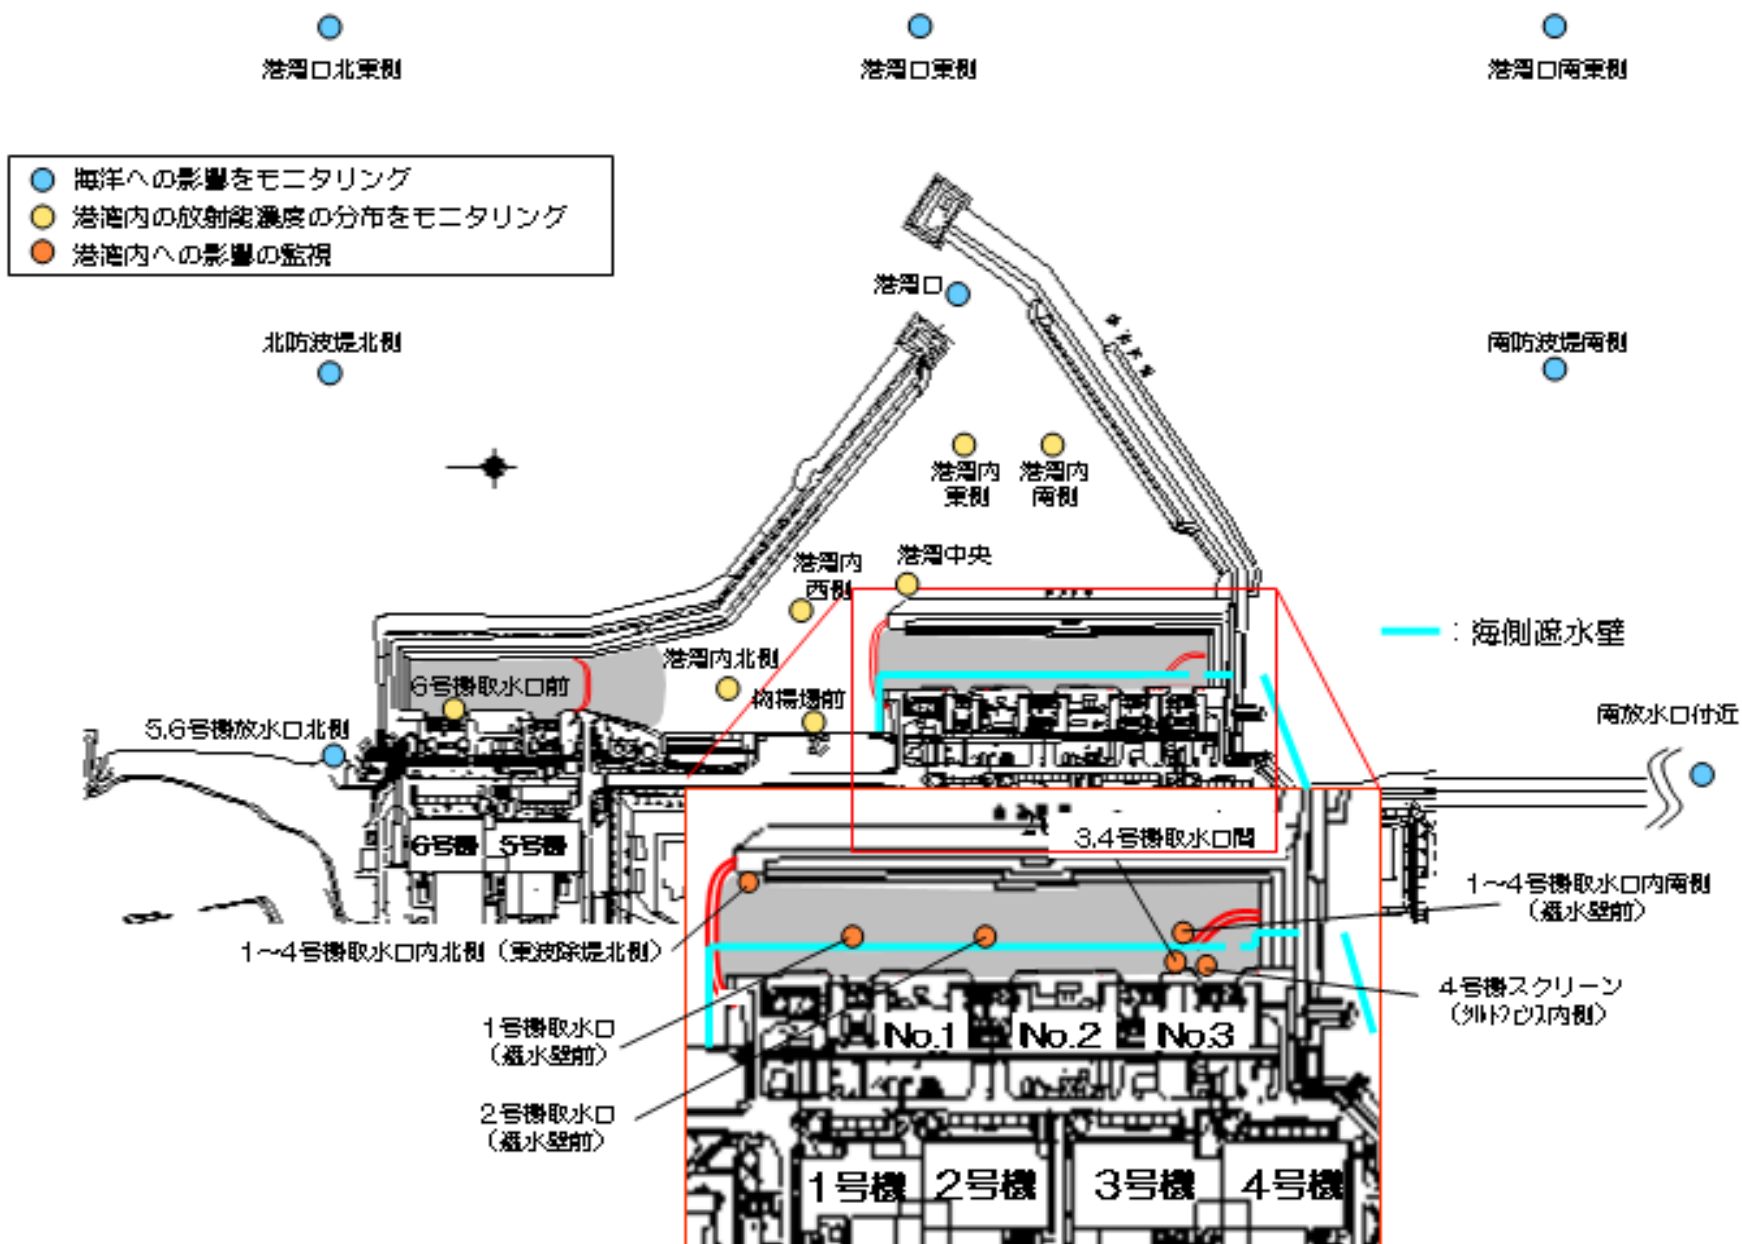 港湾口北東側
港湾口東側
港湾口南東側
海洋への影響をモニタリング
港湾内の放射能濃度の分布をモニタリング
港湾内への影響の監視
港湾口
北防波堤北側
南防波堤南側
港湾内
東側
港湾内
南側
港湾内
西側
港湾中央
：海側遮水壁
港湾内北側
6号機取水口前
物揚場前
5,6号機放水口北側
南放水口付近
6号機
5号機
3,4号機取水口間
1～4号機取水口内南側
（遮水壁前）
1～4号機取水口内北側（東波除堤北側）
4号機スクリーン
（シルトフェンス内側）
1号機取水口
（遮水壁前）
No.1
No.2
No.3
2号機取水口
（遮水壁前）
1号機
2号機
3号機
4号機